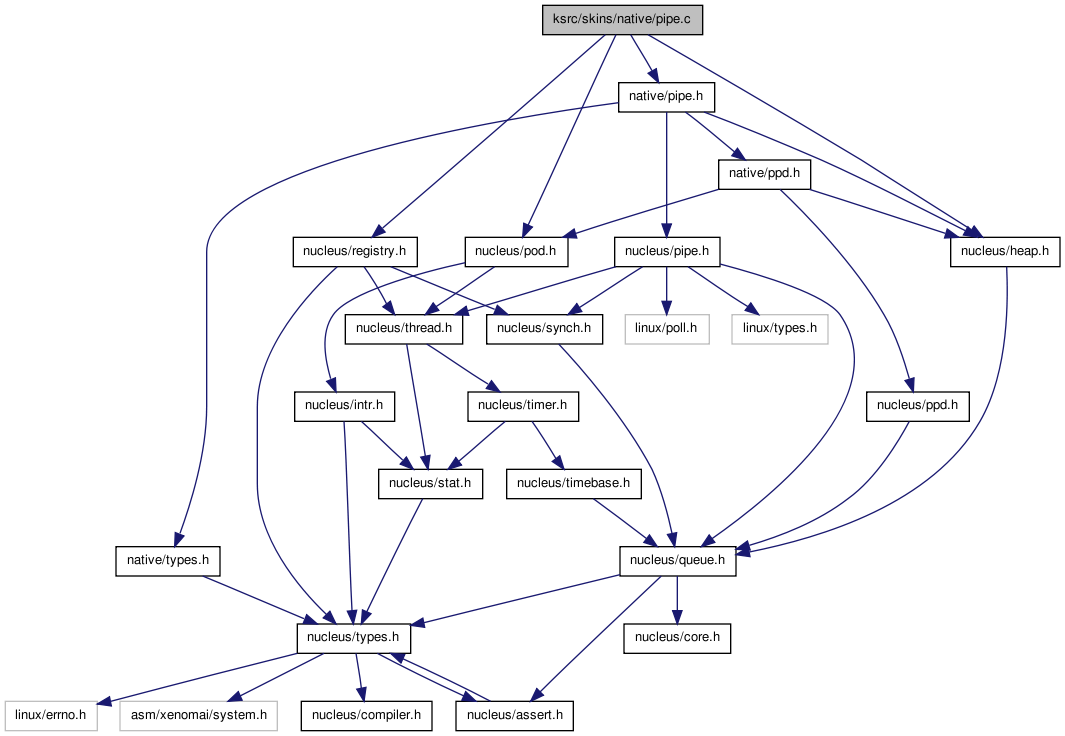 ksrc/skins/native/pipe.c
native/pipe.h
native/ppd.h
nucleus/registry.h
nucleus/pod.h
nucleus/pipe.h
nucleus/heap.h
nucleus/thread.h
nucleus/synch.h
linux/poll.h
linux/types.h
nucleus/intr.h
nucleus/timer.h
nucleus/ppd.h
nucleus/stat.h
nucleus/timebase.h
native/types.h
nucleus/queue.h
nucleus/types.h
nucleus/core.h
linux/errno.h
asm/xenomai/system.h
nucleus/compiler.h
nucleus/assert.h